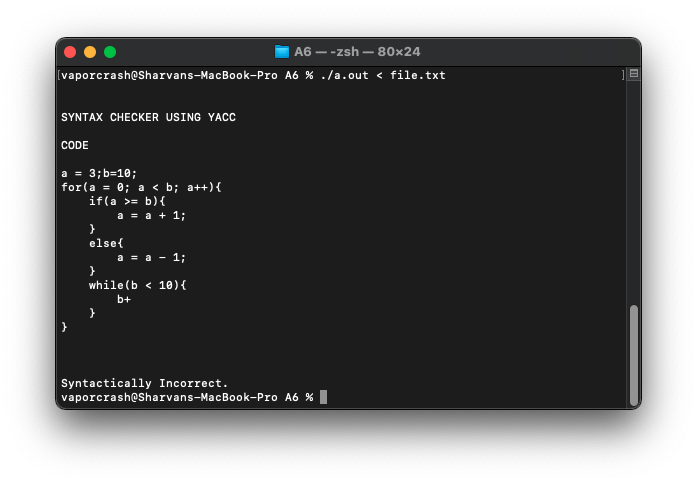 A6 — -zsh — 80×24
[vaporcrash@Sharvans-MacBook-Pro A6 % ./a.out < file.txt ]
SYNTAX CHECKER USING YACC
CODE
a = 3;b=10;
for(a = 0; a < b; a++){
    if(a >= b){
        a = a + 1;
    }
    else{
        a = a - 1;
    }
    while(b < 10){
        b+
    }
}
Syntactically Incorrect.
vaporcrash@Sharvans-MacBook-Pro A6 %